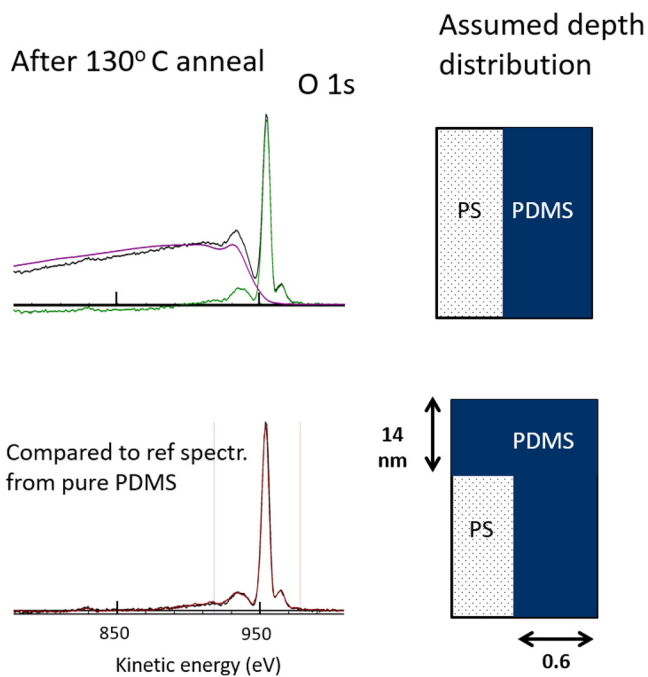 After 130º C anneal
O 1s
Assumed depth
distribution
PS
PDMS
Compared to ref spectr.
from pure PDMS
14
nm
PDMS
PS
850
950
Kinetic energy (eV)
0.6